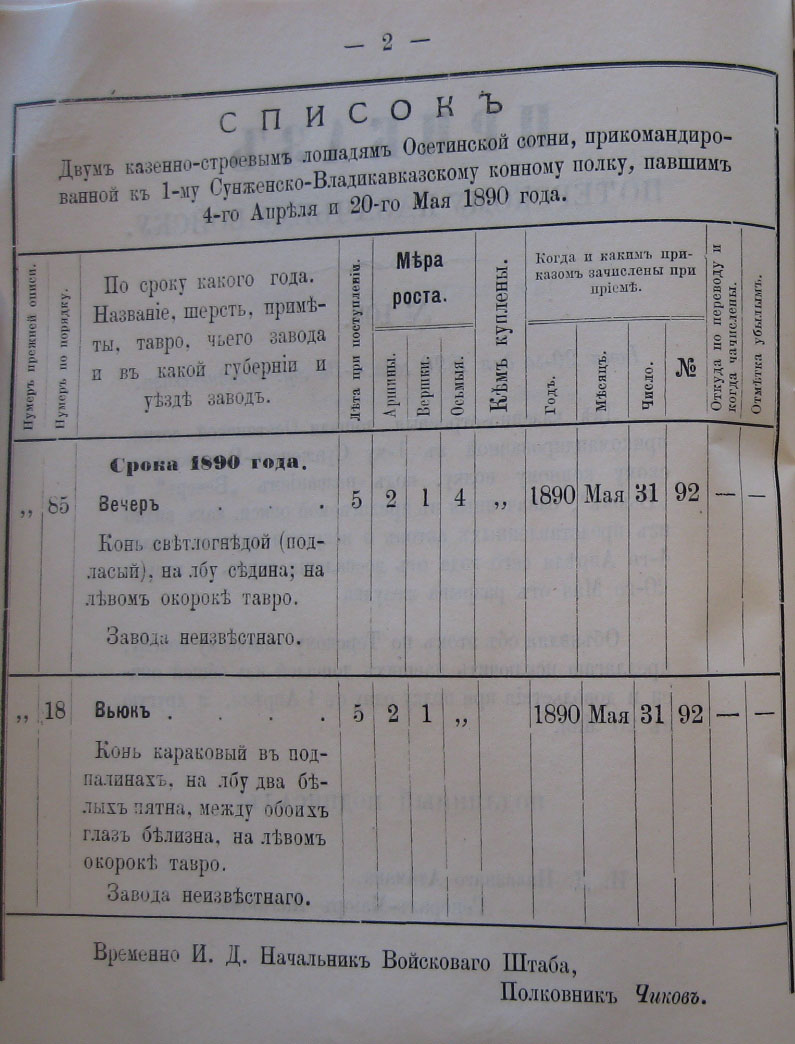 — 2 —
СПИСОКЪ
Двумъ казенно-строевымъ лошадямъ Осетинской сотни, прикомандиро-
ванной къ 1-му Сунженско-Владикавказскому конному полку, павшимъ
4-го Апрѣля и 20-го Мая 1890 года.
Нумеръ прежней описи.
Нумеръ по порядку.
По сроку какого года.
Названіе, шерсть, примѣ-
ты, тавро, чьего завода
и въ какой губерніи и
уѣздѣ заводъ.
Лѣта при поступленіи.
Мѣра
роста.
Аршины.
Вершки.
Осьмыя.
Кѣмъ куплены.
Когда и какимъ при-
казомъ зачислены при
пріемѣ.
Годъ.
Мѣсяцъ.
Число.
№
Откуда по переводу и
когда зачислены.
Отмѣтка убылымъ.
Срока 1890 года.
„ 85 Вечеръ . . . 5 2 1 4 „ 1890 Мая 31 92 — —
Конь свѣтлогнѣдой (под-
ласый), на лбу сѣдина; на
лѣвомъ окорокѣ тавро.
Завода неизвѣстнаго.
„ 18 Вьюкъ . . . . 5 2 1 „ 1890 Мая 31 92 — —
Конь караковый въ под-
палинахъ, на лбу два бѣ-
лыхъ пятна, между обоихъ
глазъ бѣлизна, на лѣвомъ
окорокѣ тавро.
Завода неизвѣстнаго.
Временно И. Д. Начальникъ Войсковаго Штаба,
Полковникъ Чиковъ.